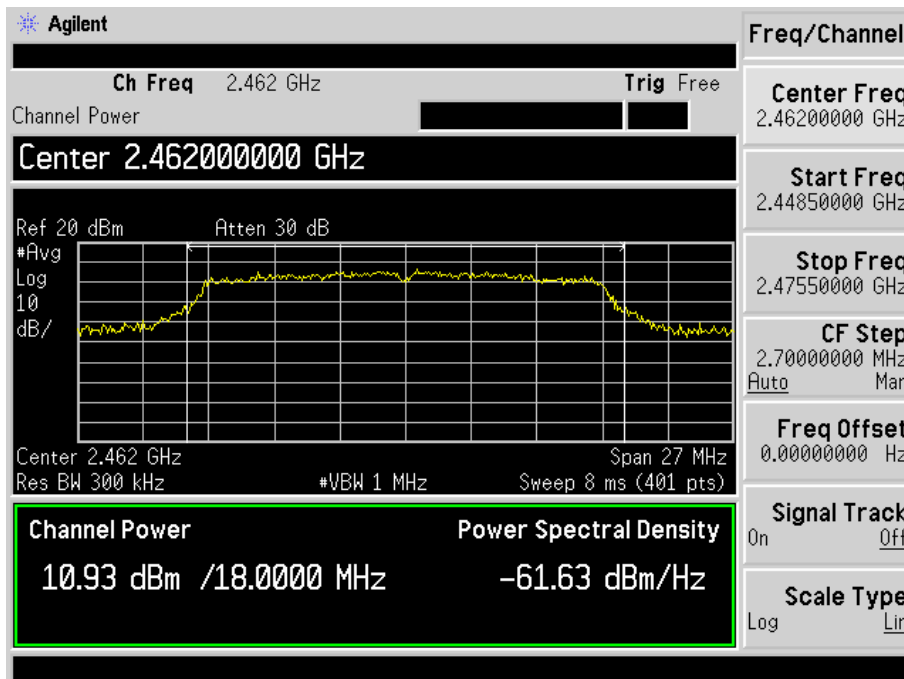 Agilent
Freq/Channel
Ch Freq 2.462 GHz Trig Free
Channel Power
Center 2.462000000 GHz
Ref 20 dBm Atten 30 dB
#Avg
Log
10
dB/
Center 2.462 GHz Span 27 MHz
Res BW 300 kHz #VBW 1 MHz Sweep 8 ms (401 pts)
Channel Power Power Spectral Density
10.93 dBm /18.0000 MHz -61.63 dBm/Hz
Center Freq
2.46200000 GHz
Start Freq
2.44850000 GHz
Stop Freq
2.47550000 GHz
CF Step
2.70000000 MHz
Auto Man
Freq Offset
0.00000000 Hz
Signal Track
On Off
Scale Type
Log Lin